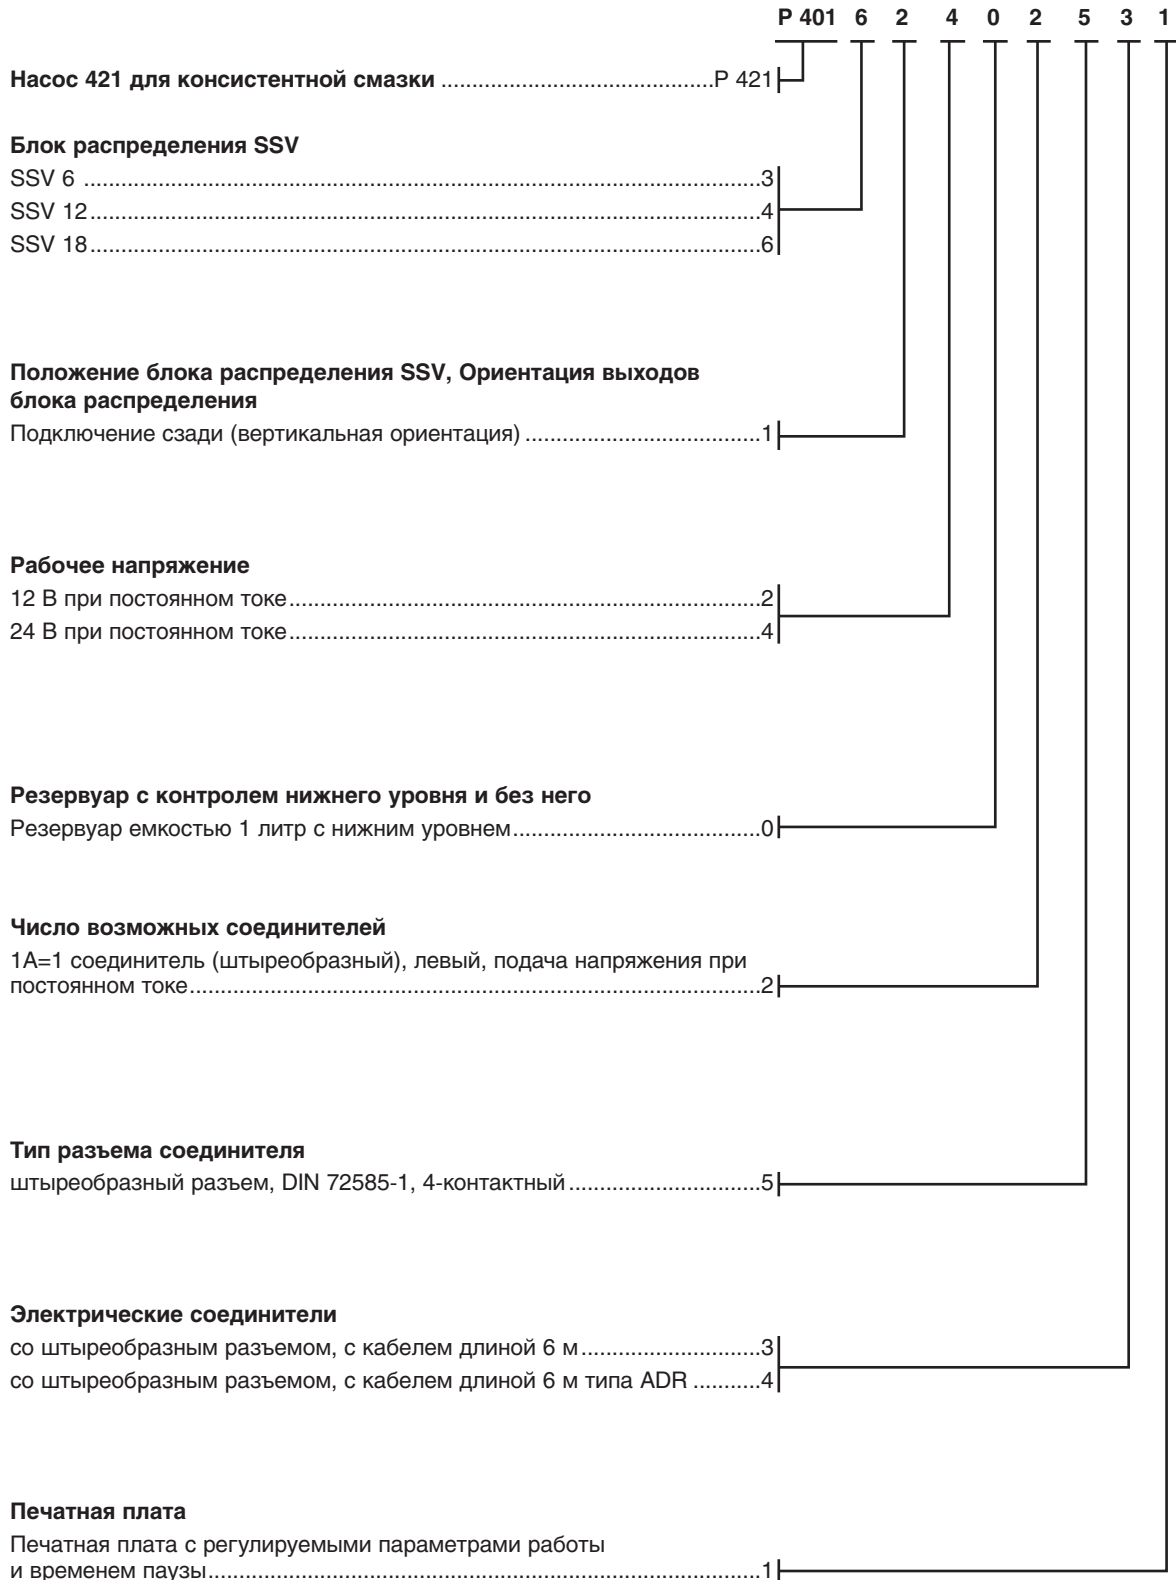 P 401 6 2 4 0 2 5 3 1
Насос 421 для консистентной смазки ............................................P 421
Блок распределения SSV
SSV 6 ..............................................................................................................3
SSV 12.............................................................................................................4
SSV 18.............................................................................................................6
Положение блока распределения SSV, Ориентация выходов
блока распределения
Подключение сзади (вертикальная ориентация) ......................................1
Рабочее напряжение
12 В при постоянном токе............................................................................2
24 В при постоянном токе............................................................................4
Резервуар с контролем нижнего уровня и без него
Резервуар емкостью 1 литр с нижним уровнем........................................0
Число возможных соединителей
1А=1 соединитель (штыреобразный), левый, подача напряжения при
постоянном токе............................................................................................2
Тип разъема соединителя
штыреобразный разъем, DIN 72585-1, 4-контактный...............................5
Электрические соединители
со штыреобразным разъемом, с кабелем длиной 6 м.............................3
со штыреобразным разъемом, с кабелем длиной 6 м типа ADR ...........4
Печатная плата
Печатная плата с регулируемыми параметрами работы
и временем паузы.........................................................................................1